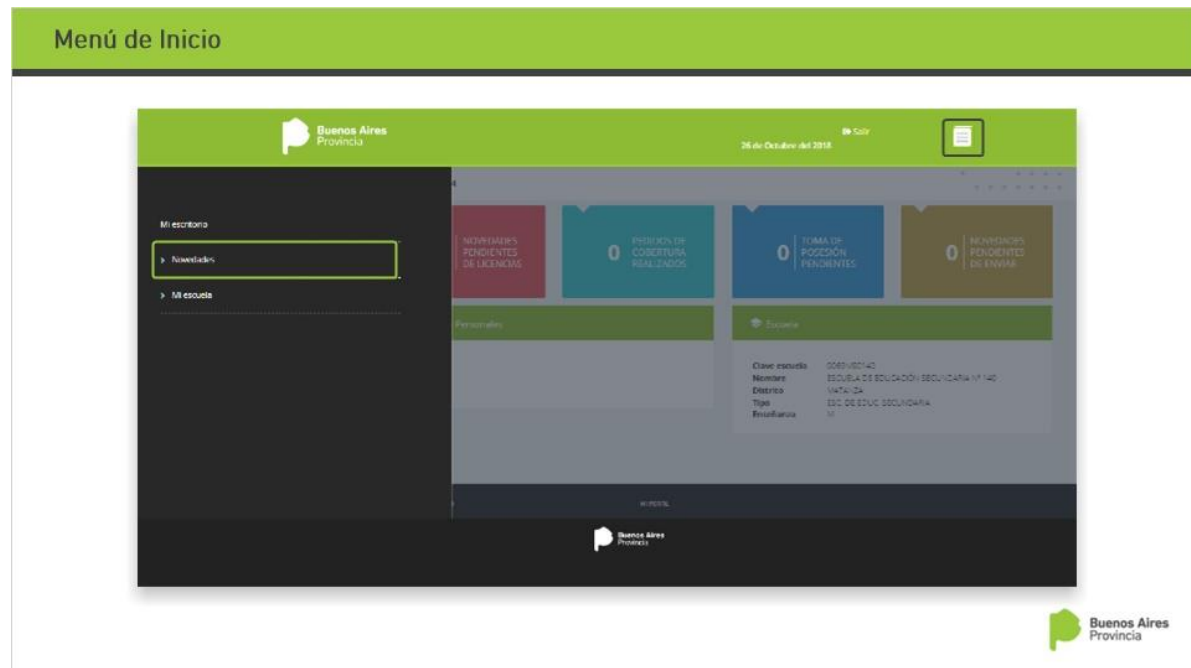 Menú de Inicio
Buenos Aires
Provincia
Salir
26 de Octubre del 2018
Mi escritorio
Novedades
Mi escuela
NOVEDADES
PENDIENTES
DE LICENCIAS
0
PEDIDOS DE
COBERTURA
REALIZADOS
0
TOMA DE
POSESIÓN
PENDIENTES
0
NOVEDADES
PENDIENTES
DE ENVIAR
Personales
Escuela
Clave escuela
Nombre ESCUELA DE EDUCACIÓN SECUNDARIA Nº 140
Distrito MATANZA
Tipo ESC. DE EDUC. SECUNDARIA
Enseñanza M
MI PORTAL
Buenos Aires
Provincia
Buenos Aires
Provincia